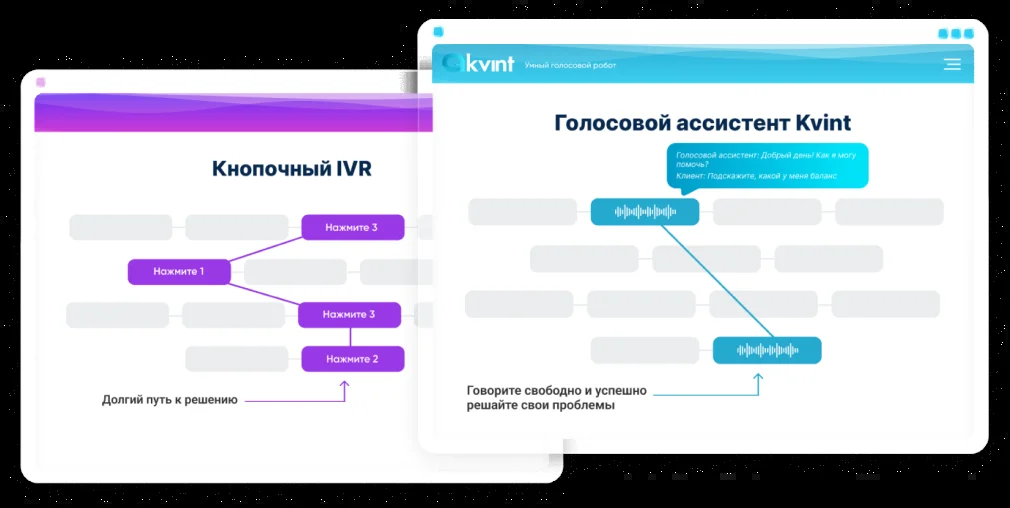 Кнопочный IVR
Нажмите 3
Нажмите 1
Нажмите 3
Нажмите 2
Долгий путь к решению
kvınt
Умный голосовой робот
Голосовой ассистент Kvint
Голосовой ассистент: Добрый день! Как я могу
помочь?
Клиент: Подскажите, какой у меня баланс
Говорите свободно и успешно
решайте свои проблемы